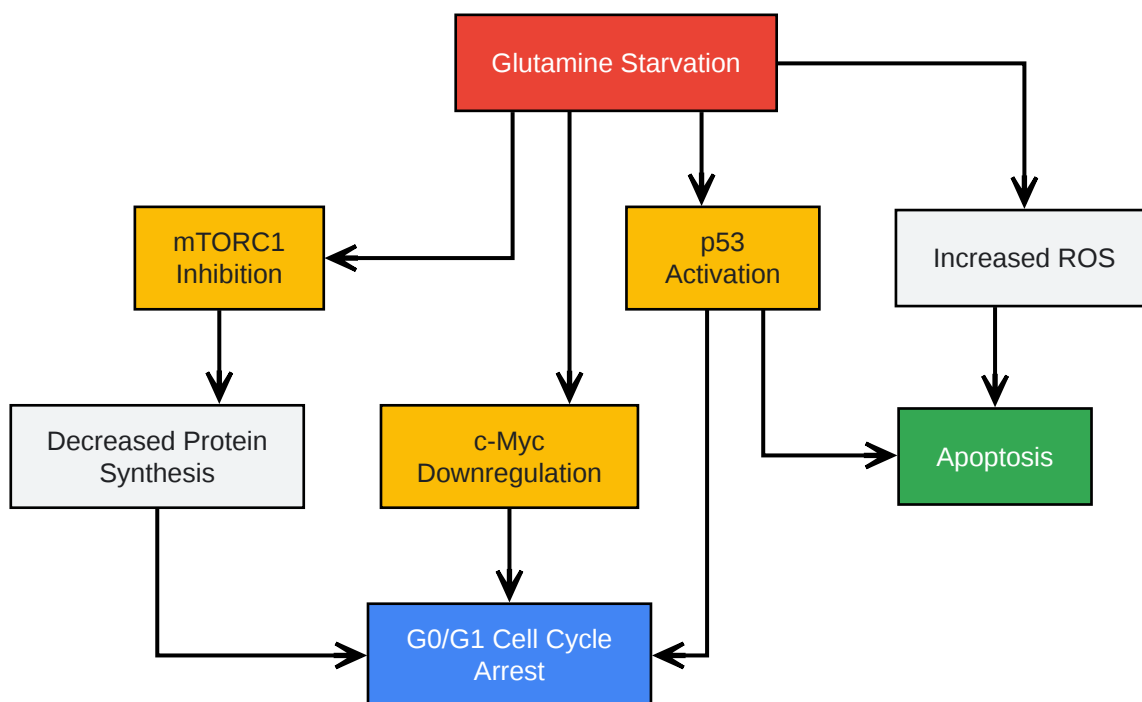 Glutamine Starvation
mTORC1
Inhibition
p53
Activation
Increased ROS
Decreased Protein
Synthesis
c-Myc
Downregulation
Apoptosis
G0/G1 Cell Cycle
Arrest